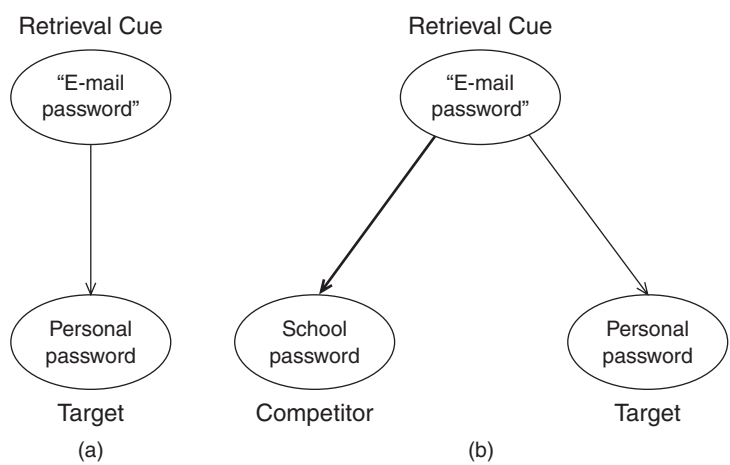 Retrieval Cue
“E-mail
password”
Personal
password
Target
(a)
Retrieval Cue
“E-mail
password”
School
password
Competitor
Personal
password
Target
(b)